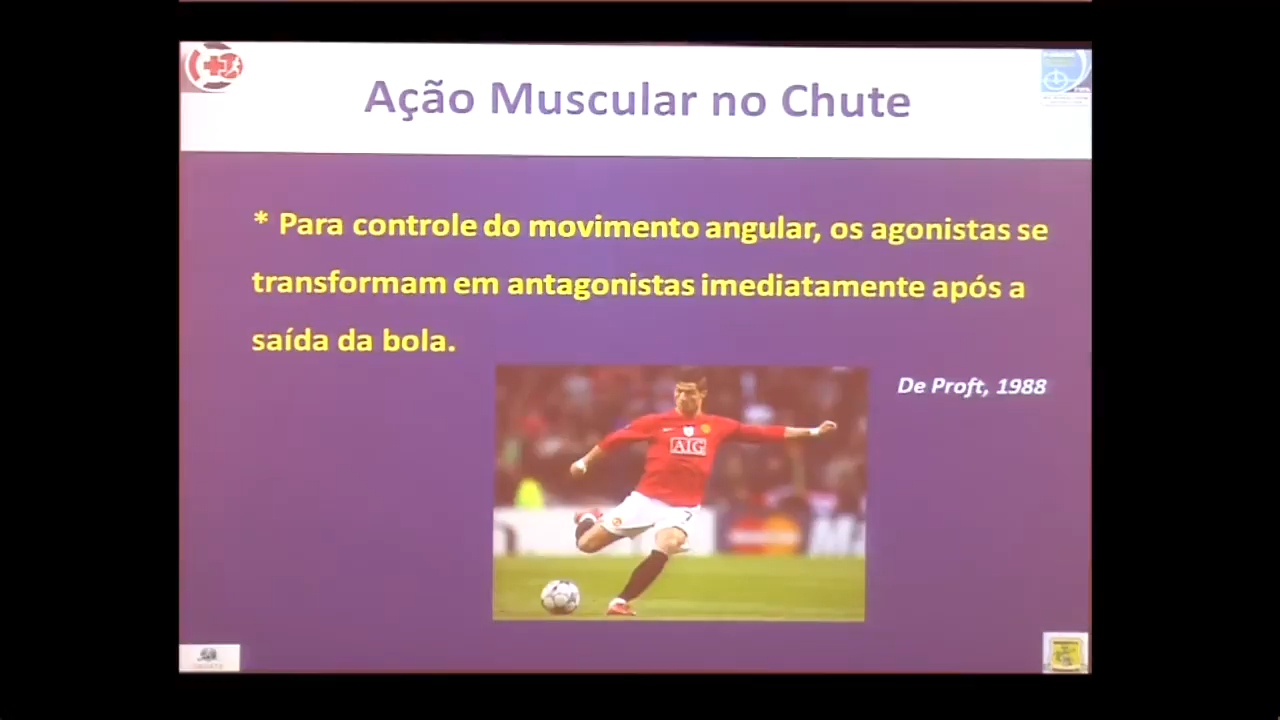 Ação Muscular no Chute
* Para controle do movimento angular, os agonistas se
transformam em antagonistas imediatamente após a
saída da bola.
De Proft, 1988
AIG
7